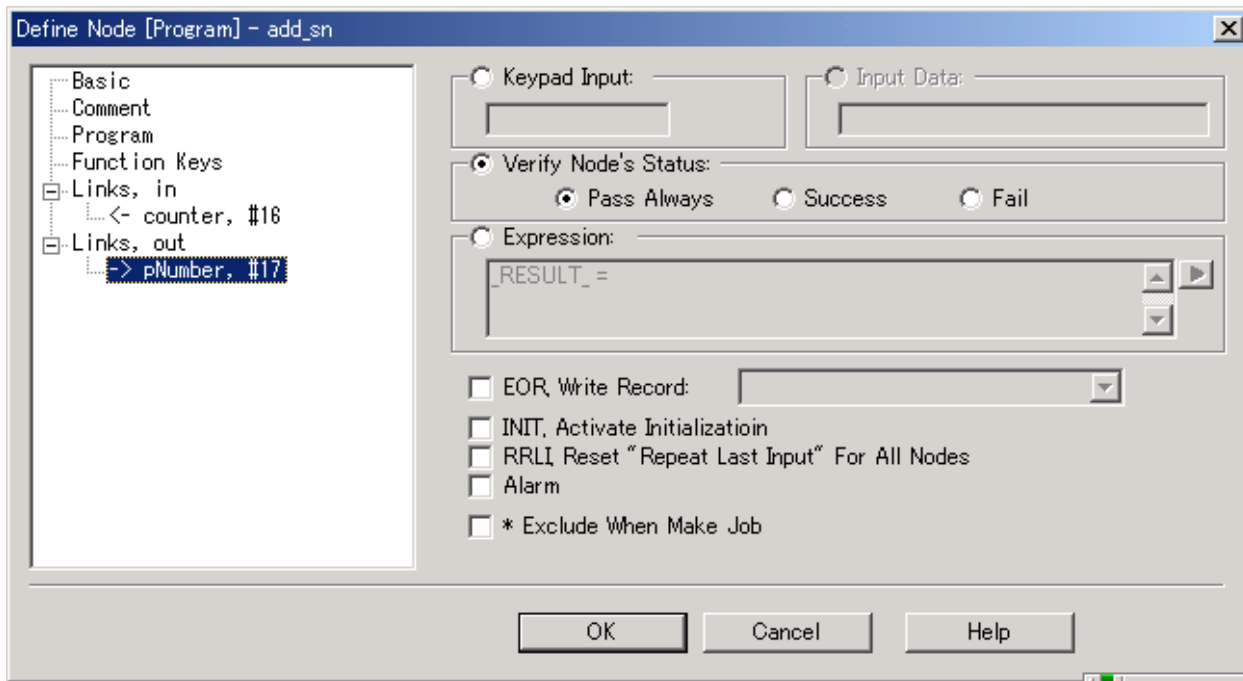 Define Node [Program] - add_sn
Basic
Comment
Program
Function Keys
Links, in
<- counter, #16
Links, out
-> pNumber, #17
Keypad Input:
Input Data:
Verify Node's Status:
Pass Always
Success
Fail
Expression:
_RESULT_ =
EOR, Write Record:
INIT, Activate Initializatioin
RRLI, Reset "Repeat Last Input" For All Nodes
Alarm
* Exclude When Make Job
OK
Cancel
Help